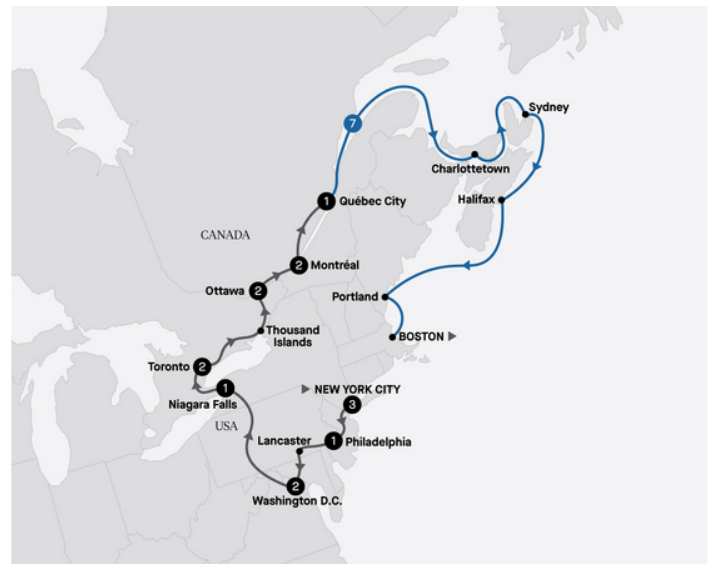 7
Sydney
Charlottetown
1 Québec City
Halifax
CANADA
2 Montréal
Ottawa 2
Portland
Thousand
Islands
BOSTON
Toronto 2
1
Niagara Falls
NEW YORK CITY
3
USA
Lancaster
1 Philadelphia
2
Washington D.C.